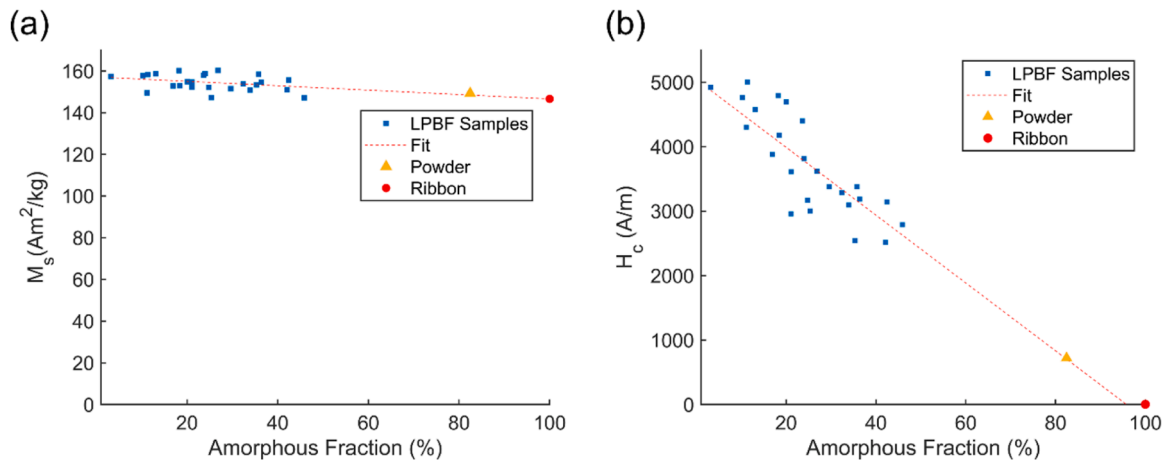 (a)
160
140
120
100
80
60
40
20
0
20
40
60
80
100
M_s(Am²/kg)
Amorphous Fraction (%)
LPBF Samples
Fit
Powder
Ribbon
(b)
5000
4000
3000
2000
1000
0
20
40
60
80
100
H_c (A/m)
Amorphous Fraction (%)
LPBF Samples
Fit
Powder
Ribbon